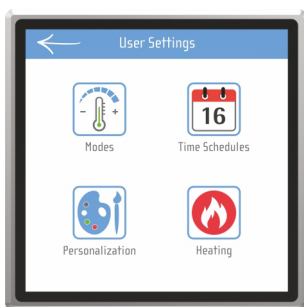 User Settings
- +
Modes
16
Time Schedules
Personalization
Heating